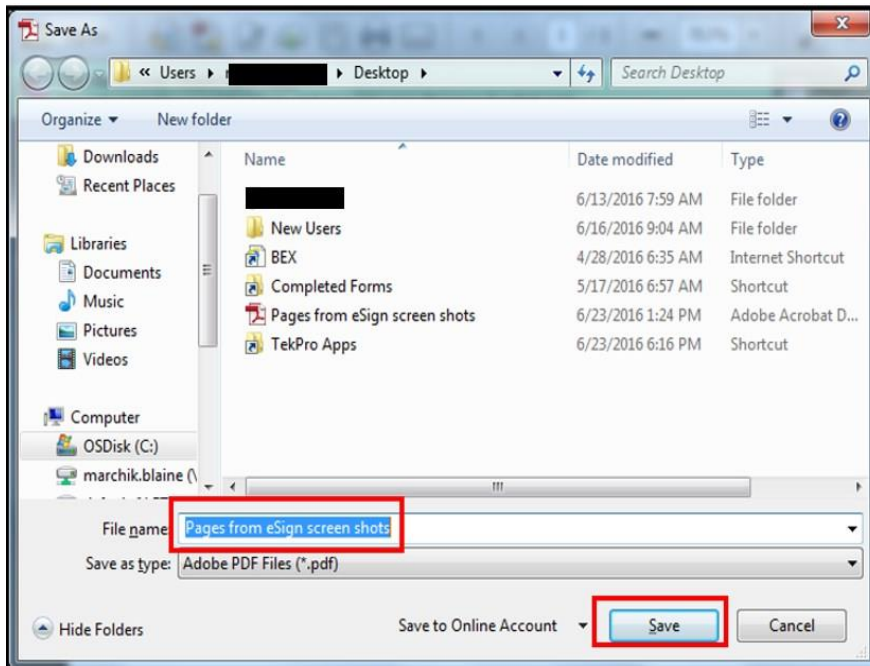 Save As
« Users ▸ ▸ Desktop ▸ Search Desktop
Organize New folder
Downloads
Recent Places
Libraries
Documents
Music
Pictures
Videos
Computer
OSDisk (C:)
marchik.blaine (\
Name Date modified Type
6/13/2016 7:59 AM File folder
New Users 6/16/2016 9:04 AM File folder
BEX 4/28/2016 6:35 AM Internet Shortcut
Completed Forms 5/17/2016 6:57 AM Shortcut
Pages from eSign screen shots 6/23/2016 1:24 PM Adobe Acrobat D...
TekPro Apps 6/23/2016 6:16 PM Shortcut
File name: Pages from eSign screen shots
Save as type: Adobe PDF Files (*.pdf)
Hide Folders Save to Online Account Save Cancel